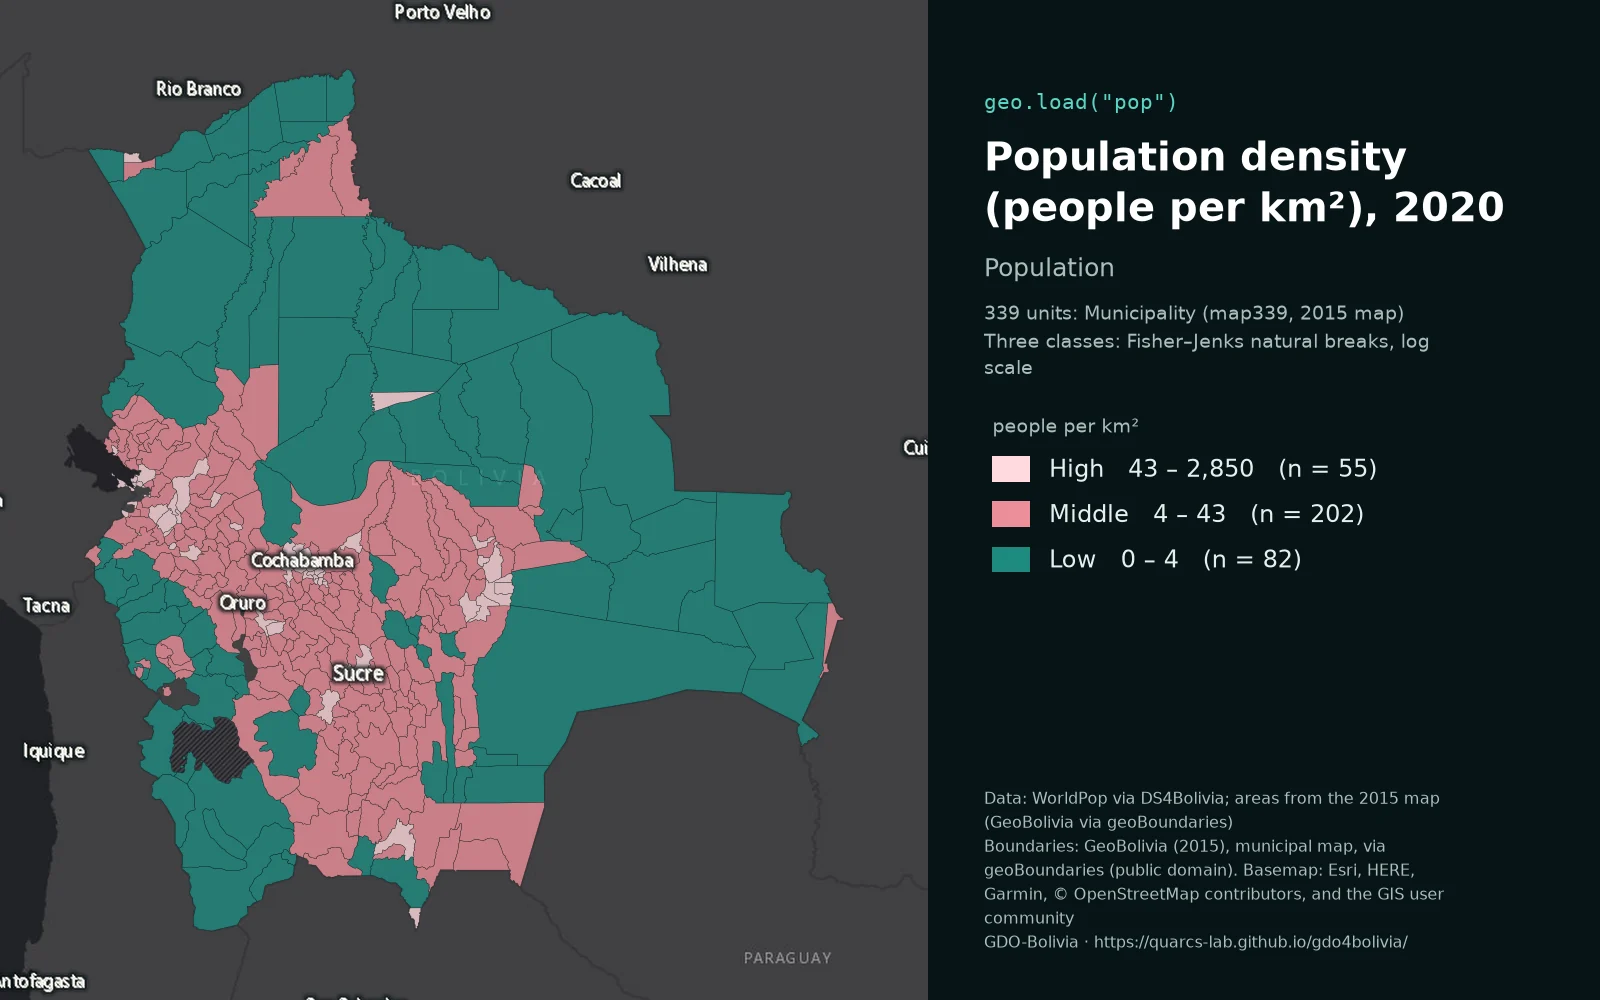 Porto Velho
Rio Branco
Cacoal
Vilhena
BOLIVIA
Cochabamba
Oruro
Tacna
Sucre
Iquique
PARAGUAY
geo.load("pop")
Population density
(people per km²), 2020
Population
339 units: Municipality (map339, 2015 map)
Three classes: Fisher–Jenks natural breaks, log
scale
people per km²
High 43 – 2,850 (n = 55)
Middle 4 – 43 (n = 202)
Low 0 – 4 (n = 82)
Data: WorldPop via DS4Bolivia; areas from the 2015 map
(GeoBolivia via geoBoundaries)
Boundaries: GeoBolivia (2015), municipal map, via
geoBoundaries (public domain). Basemap: Esri, HERE,
Garmin, © OpenStreetMap contributors, and the GIS user
community
GDO-Bolivia · https://quarcs-lab.github.io/gdo4bolivia/